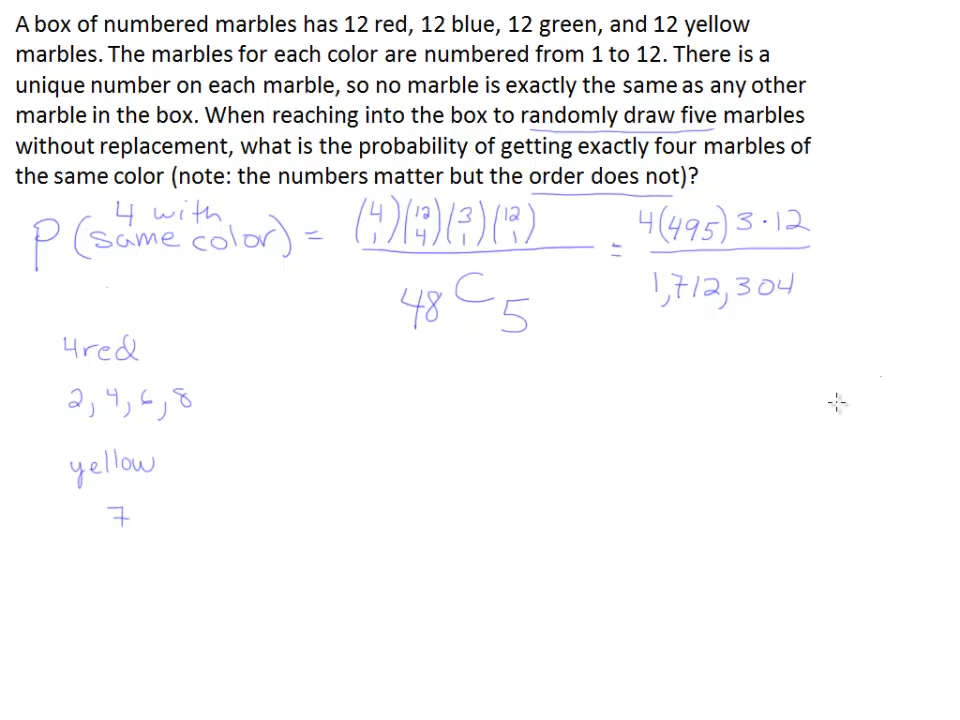 A box of numbered marbles has 12 red, 12 blue, 12 green, and 12 yellow
marbles. The marbles for each color are numbered from 1 to 12. There is a
unique number on each marble, so no marble is exactly the same as any other
marble in the box. When reaching into the box to randomly draw five marbles
without replacement, what is the probability of getting exactly four marbles of
the same color (note: the numbers matter but the order does not)?
P(4 with same color) = (4 1)(12 4)(3 1)(12 1) / 48 C 5 = 4(495)3·12 / 1,712,304
4 red
2, 4, 6, 8
yellow
7